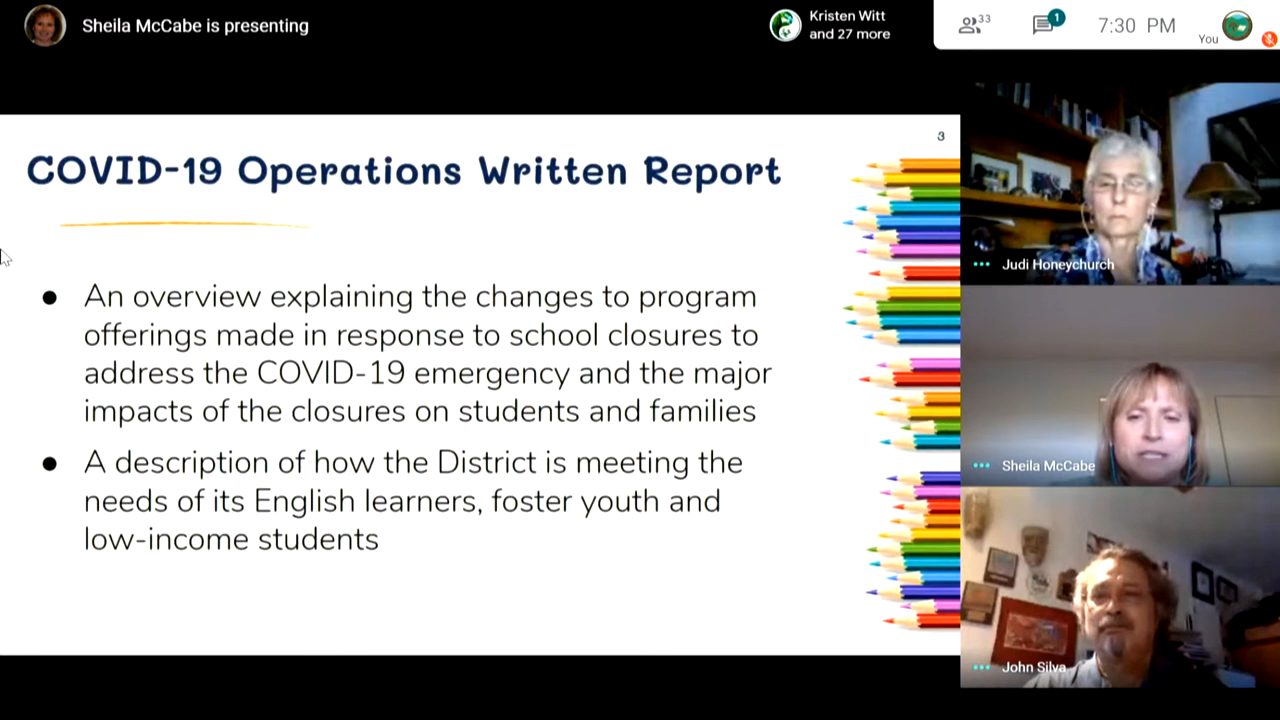 Sheila McCabe is presenting
Kristen Witt
and 27 more
33
1
7:30 PM
You
3
COVID-19 Operations Written Report
● An overview explaining the changes to program
offerings made in response to school closures to
address the COVID-19 emergency and the major
impacts of the closures on students and families
● A description of how the District is meeting the
needs of its English learners, foster youth and
low-income students
Judi Honeychurch
Sheila McCabe
John Silva